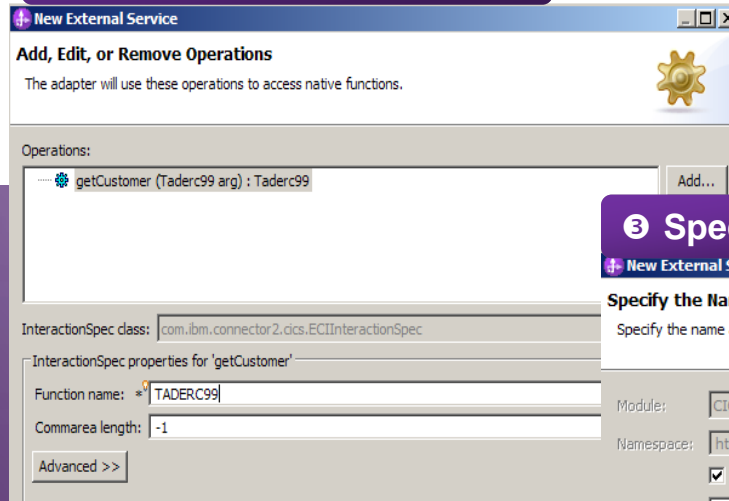 New External Service
Add, Edit, or Remove Operations
The adapter will use these operations to access native functions.
Operations:
getCustomer (Taderc99 arg) : Taderc99
Add...
❸ Spe
New External S
InteractionSpec class: com.ibm.connector2.cics.ECIInteractionSpec
Specify the Na
Specify the name
InteractionSpec properties for 'getCustomer'
Function name: * TADERC99
Commarea length: -1
Advanced >>
Module: CI
Namespace: ht